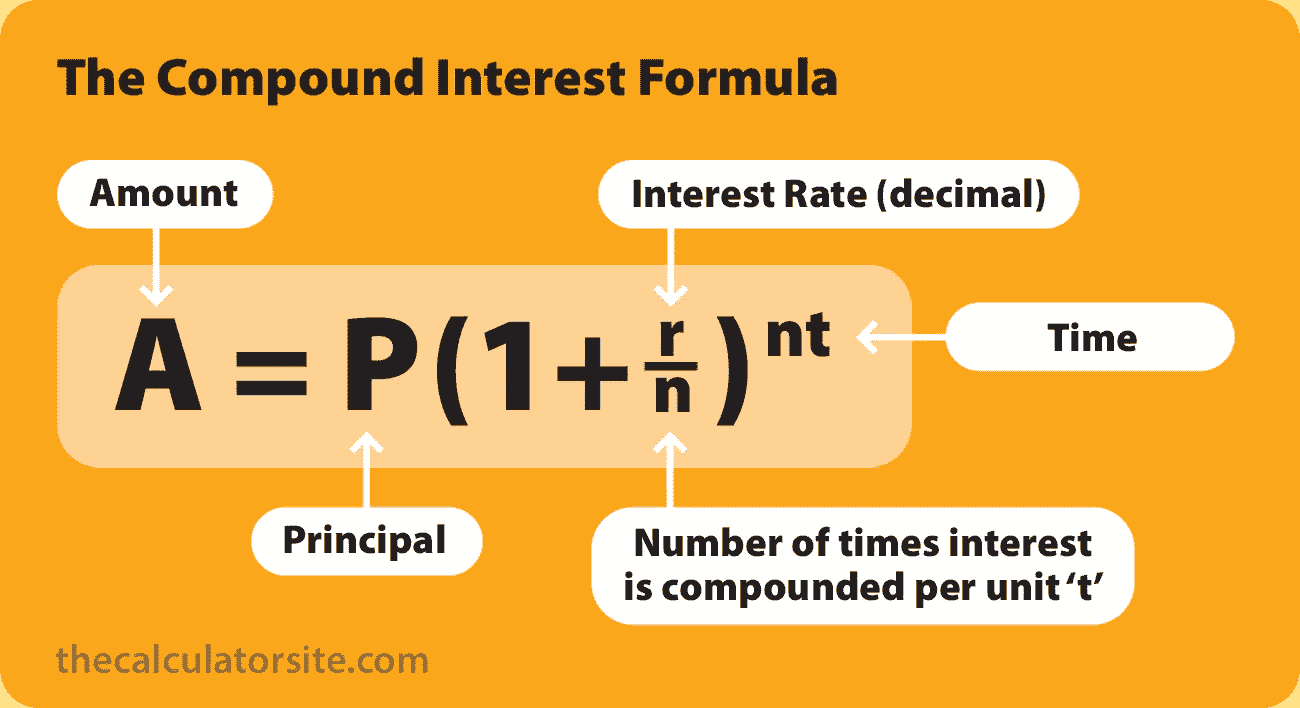 The Compound Interest Formula
Amount
Interest Rate (decimal)
A = P(1+r/n)^nt
Time
Principal
Number of times interest
is compounded per unit ‘t’
thecalculatorsite.com